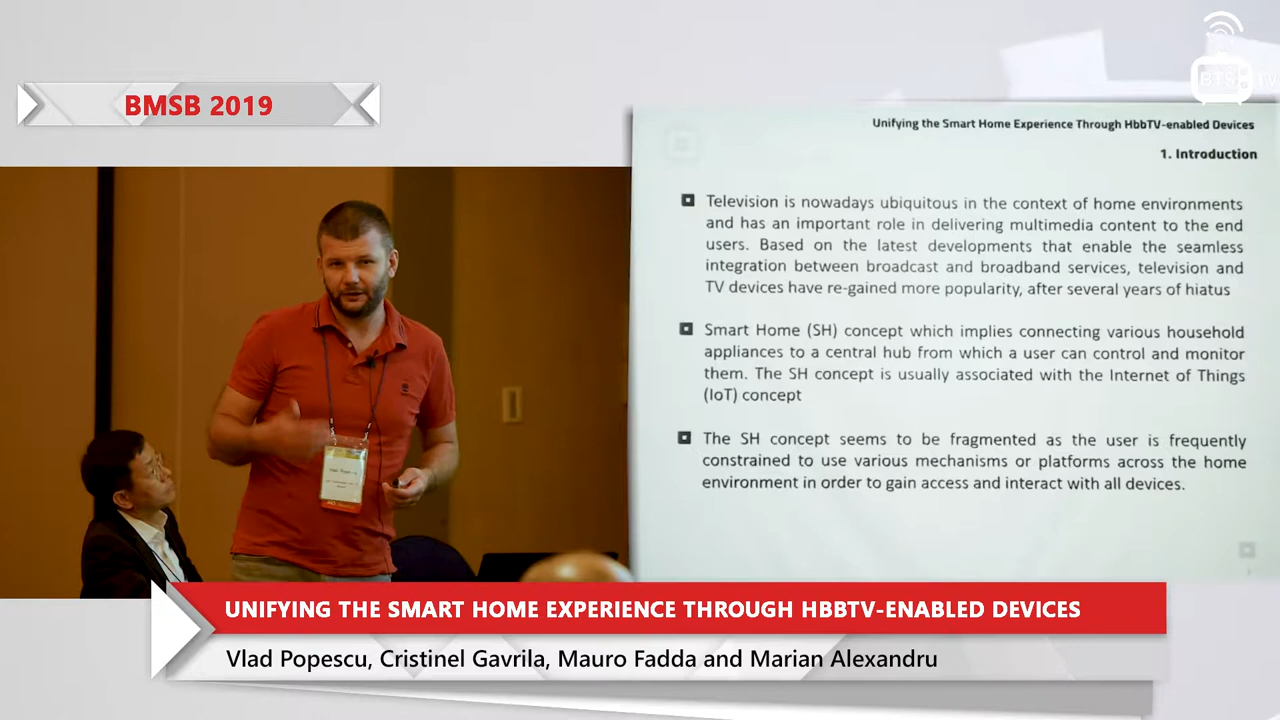 BTS TV
BMSB 2019
Unifying the Smart Home Experience Through HbbTV-enabled Devices
1. Introduction
Television is nowadays ubiquitous in the context of home environments
and has an important role in delivering multimedia content to the end
users. Based on the latest developments that enable the seamless
integration between broadcast and broadband services, television and
TV devices have re-gained more popularity, after several years of hiatus
Smart Home (SH) concept which implies connecting various household
appliances to a central hub from which a user can control and monitor
them. The SH concept is usually associated with the Internet of Things
(IoT) concept
The SH concept seems to be fragmented as the user is frequently
constrained to use various mechanisms or platforms across the home
environment in order to gain access and interact with all devices.
UNIFYING THE SMART HOME EXPERIENCE THROUGH HBBTV-ENABLED DEVICES
Vlad Popescu, Cristinel Gavrila, Mauro Fadda and Marian Alexandru